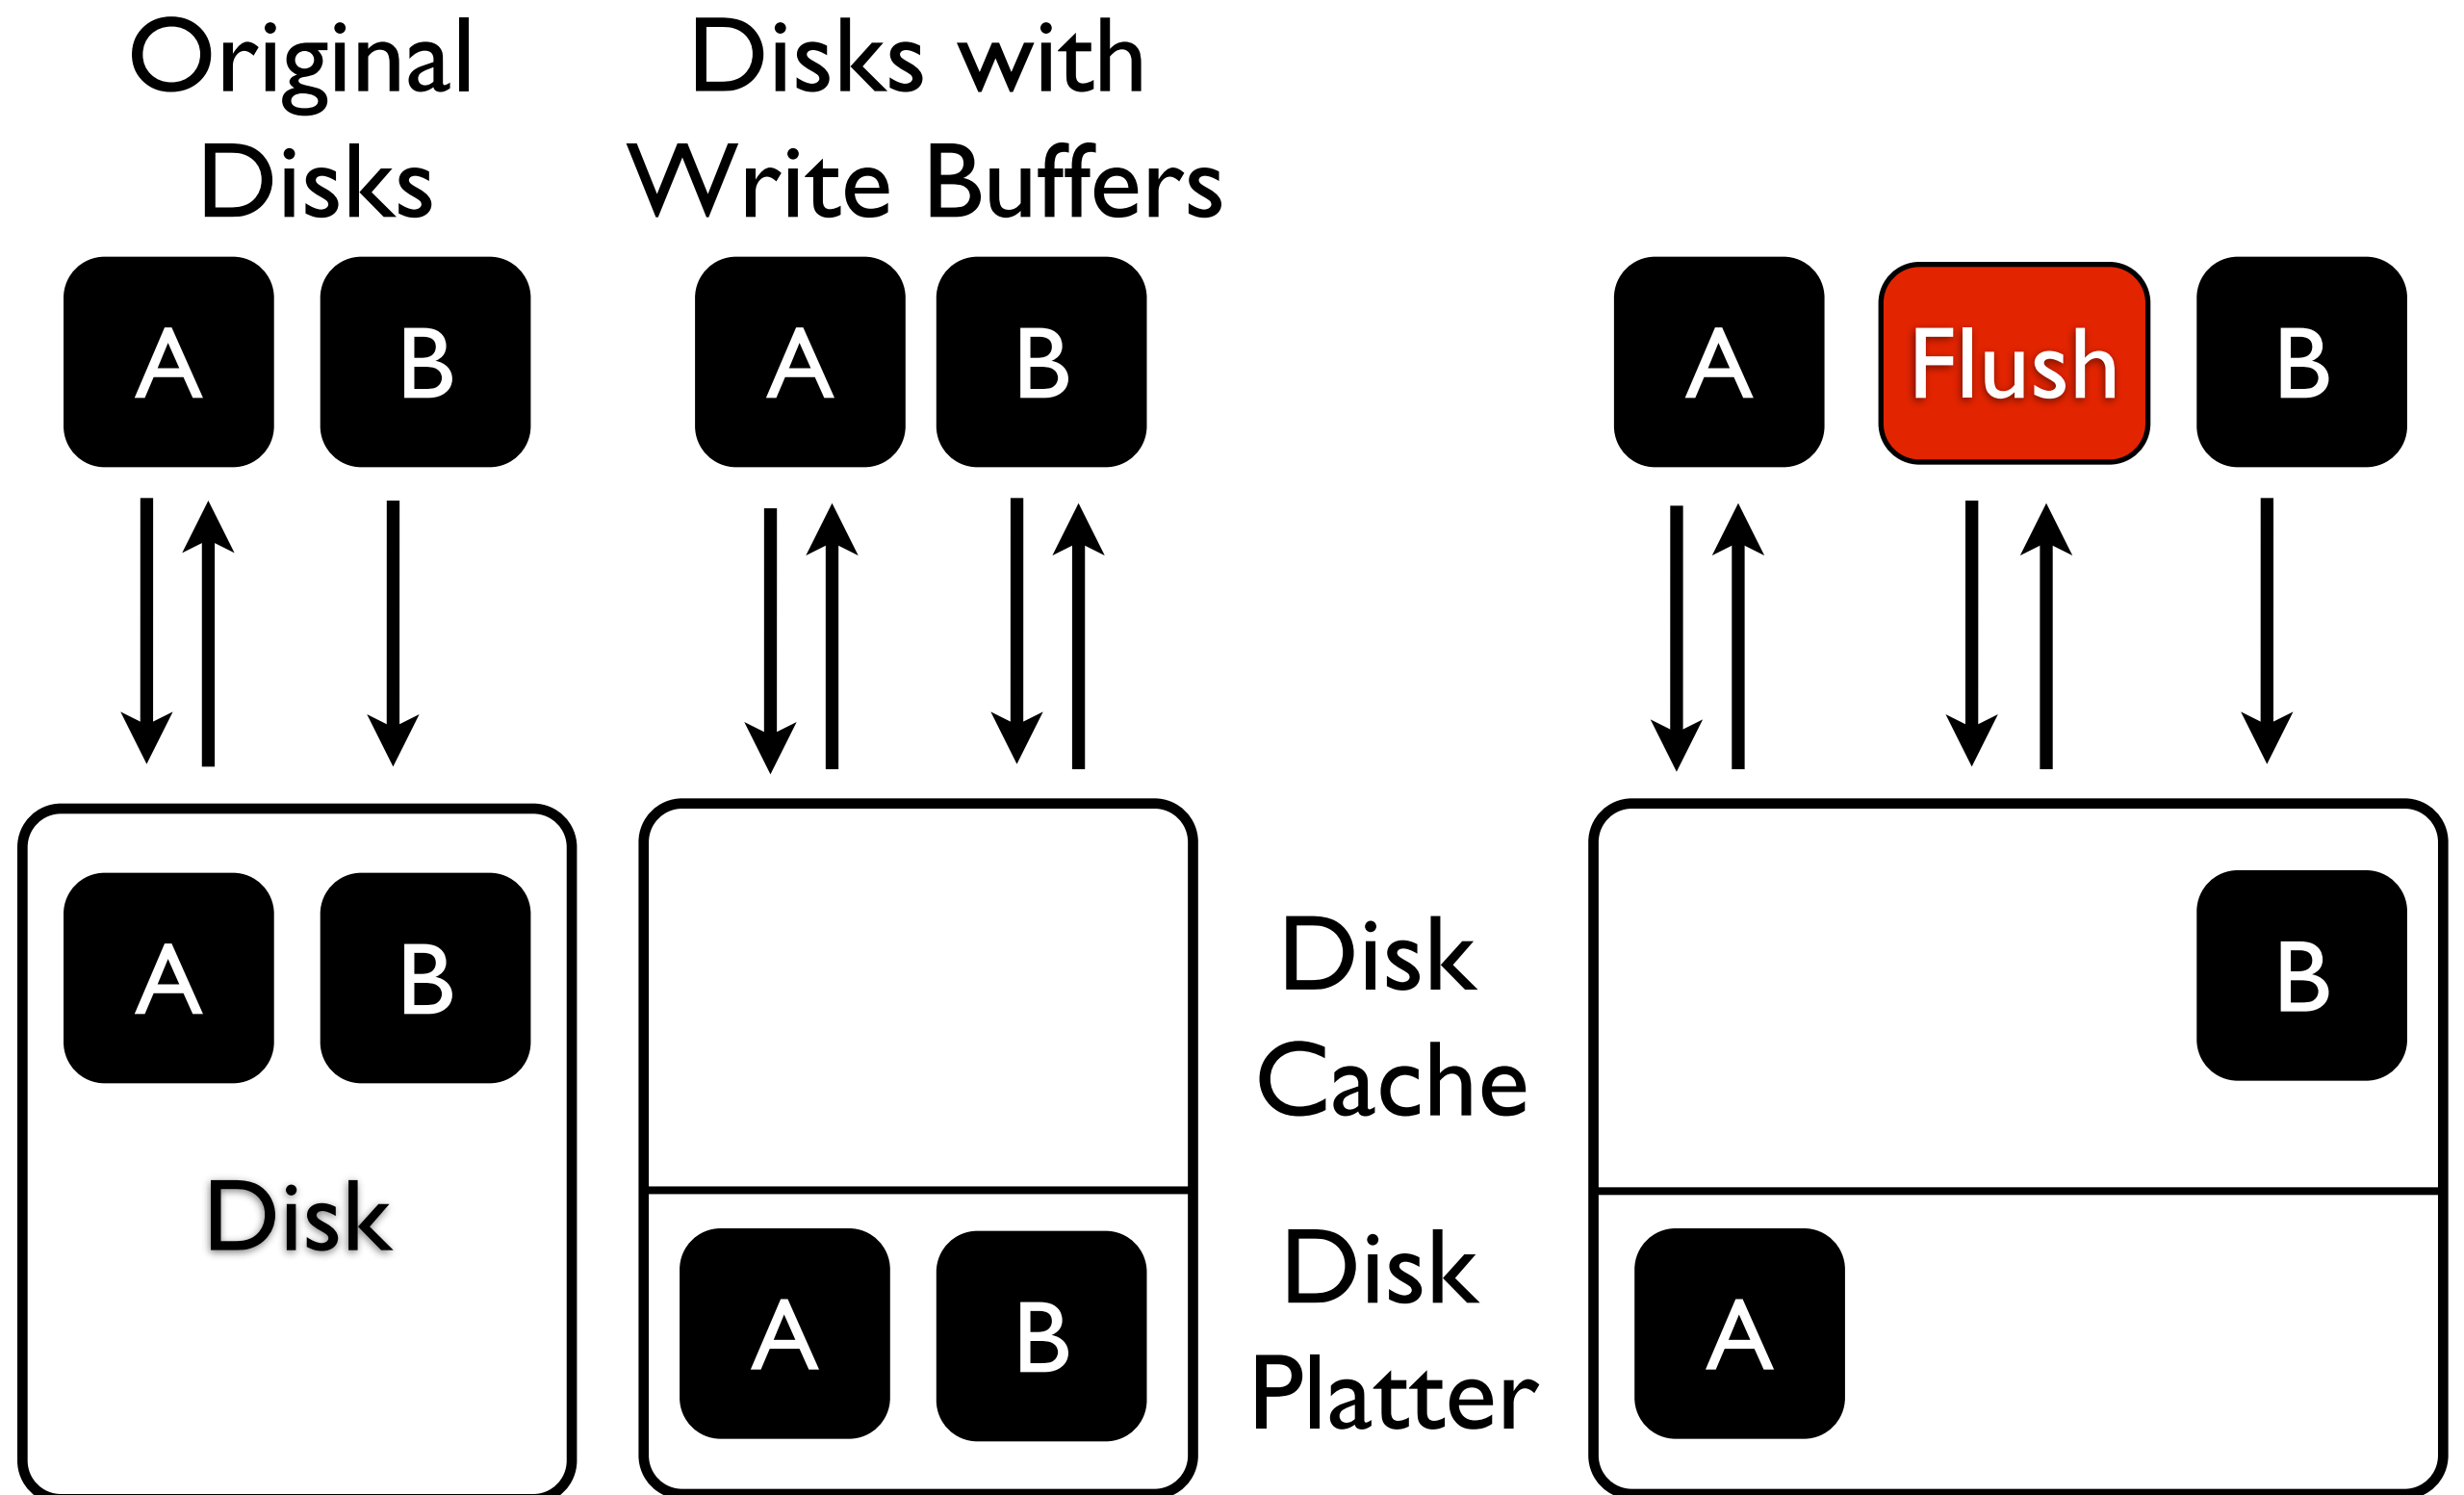 Original
Disks
Disks with
Write Buffers
A
B
A
B
A
Flush
B
A
B
Disk
Disk
Cache
B
Disk
Platter
A
B
A